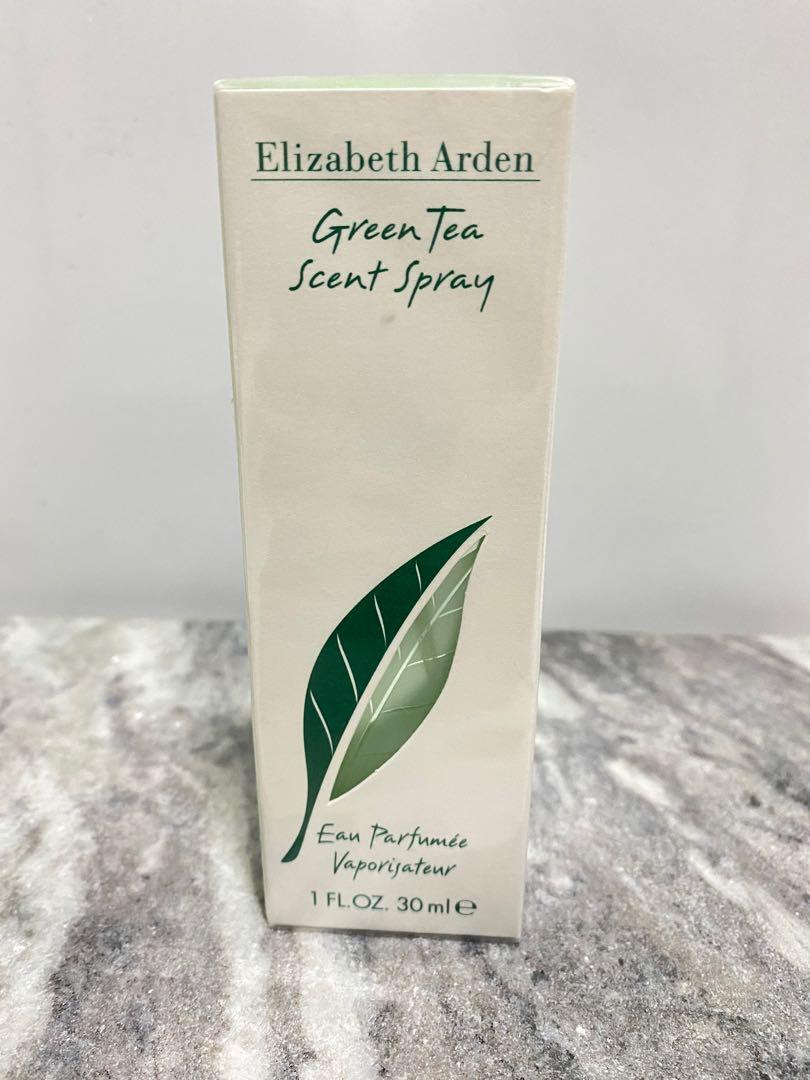 Elizabeth Arden
Green Tea
Scent Spray
Eau Parfumée
Vaporisateur
1 FL.OZ. 30 ml ℮